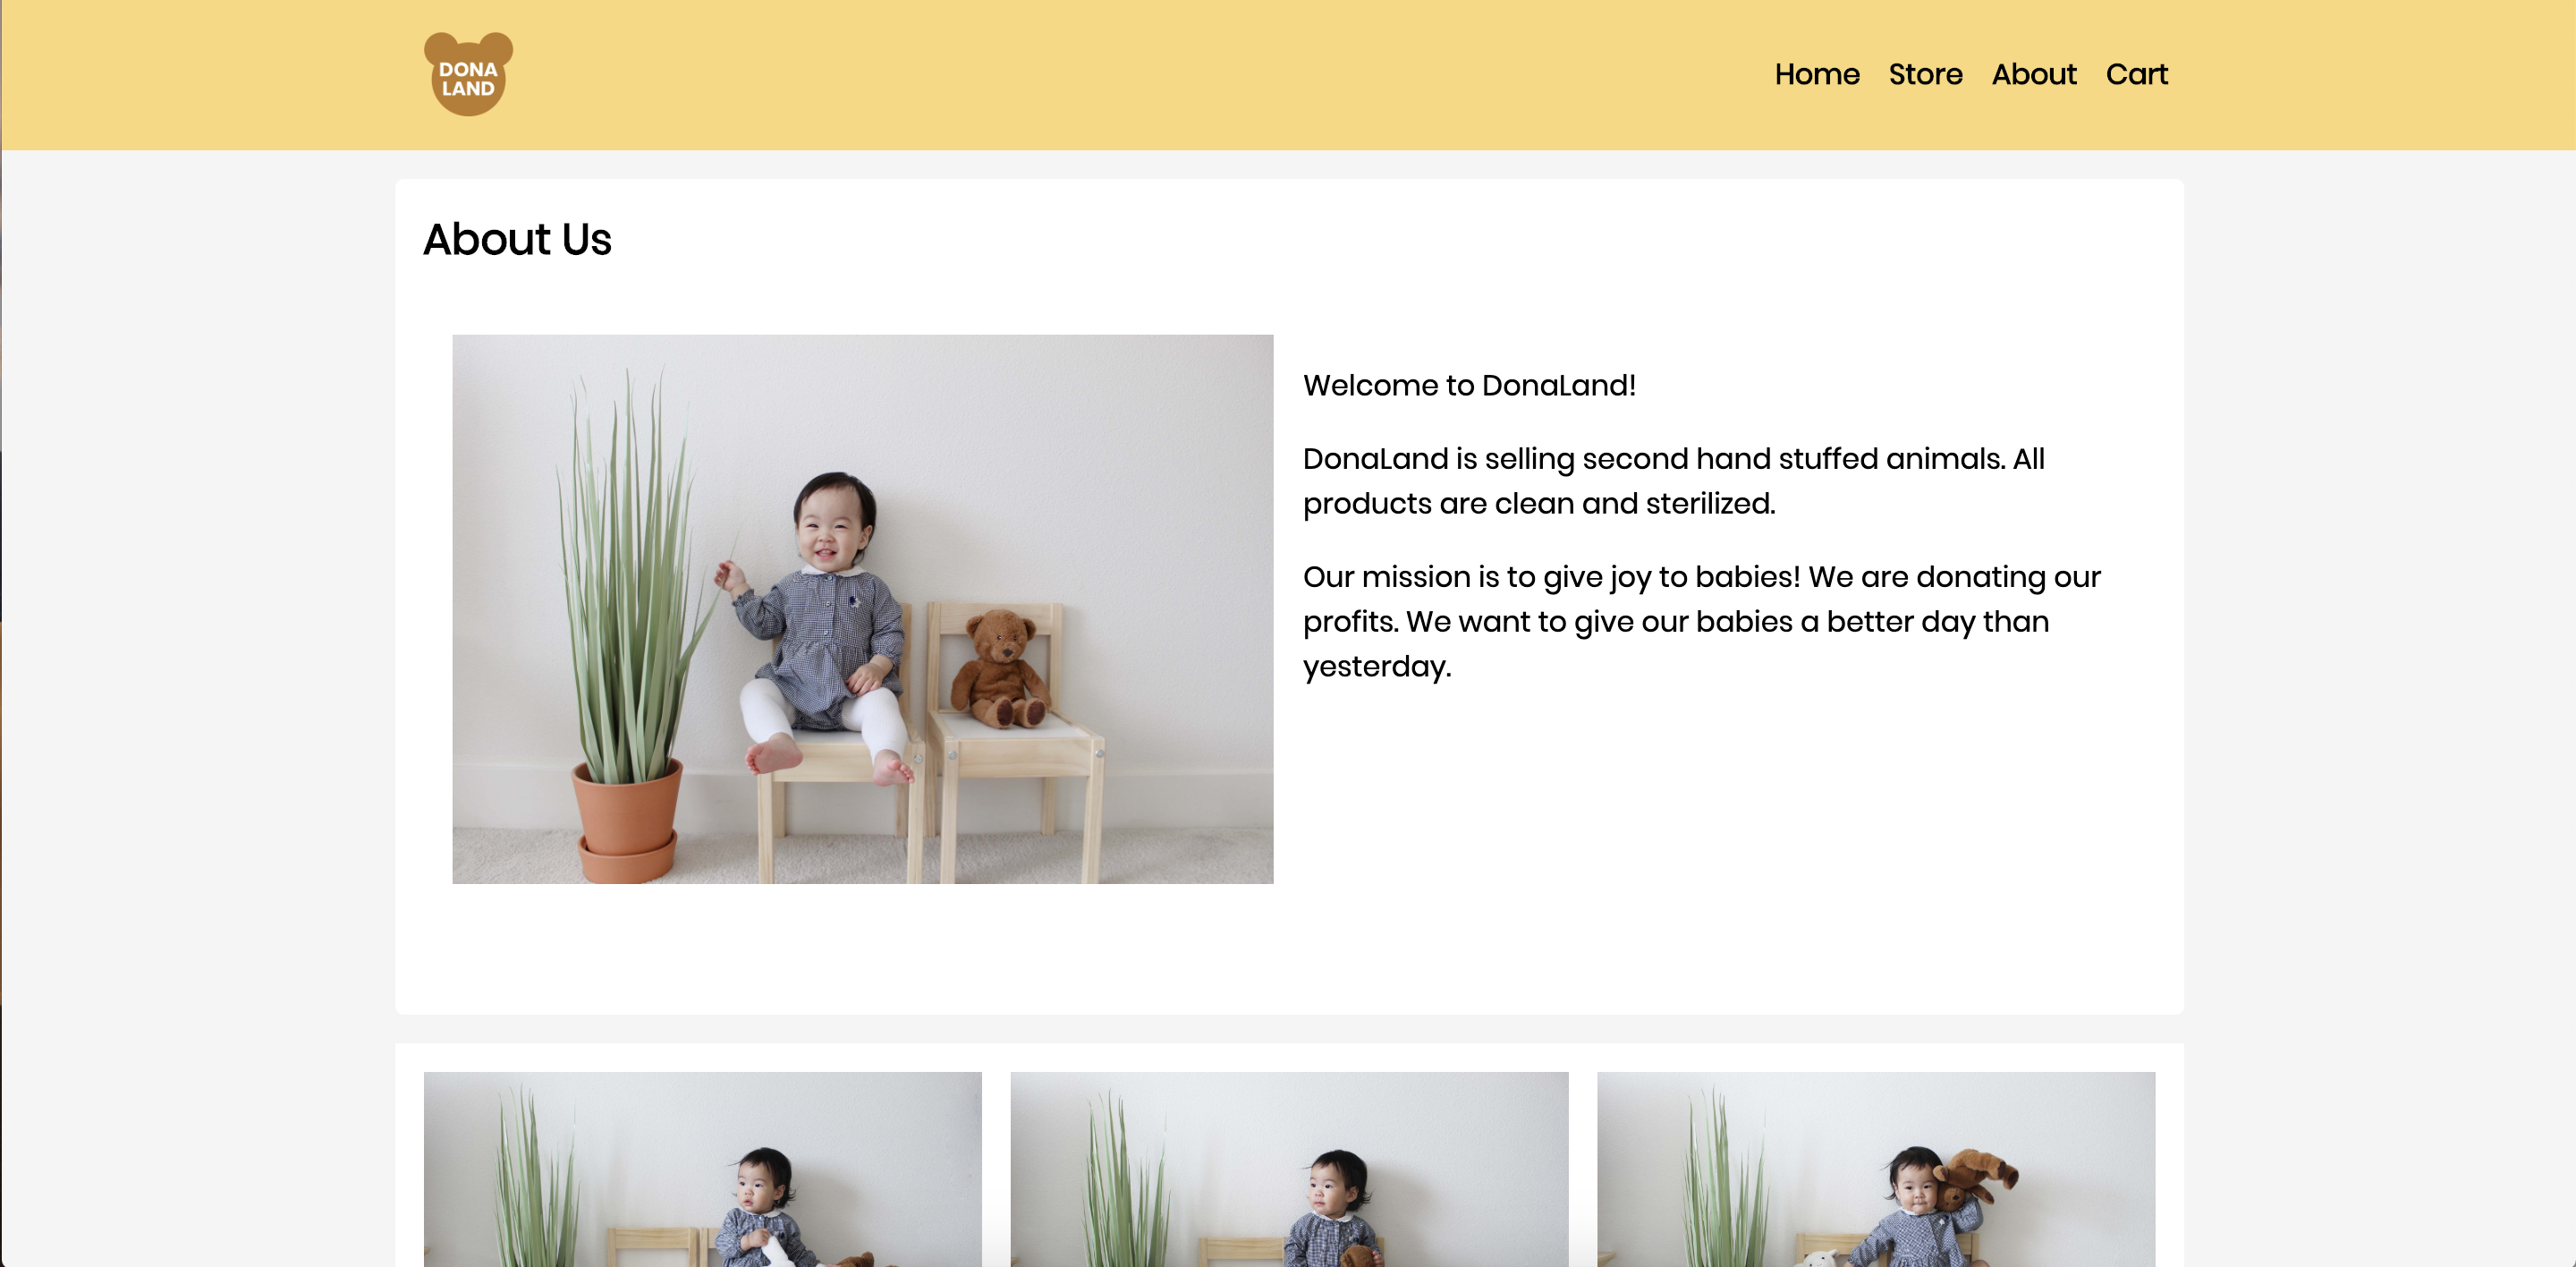 DONA
LAND
Home Store About Cart
About Us
Welcome to DonaLand!
DonaLand is selling second hand stuffed animals. All
products are clean and sterilized.
Our mission is to give joy to babies! We are donating our
profits. We want to give our babies a better day than
yesterday.